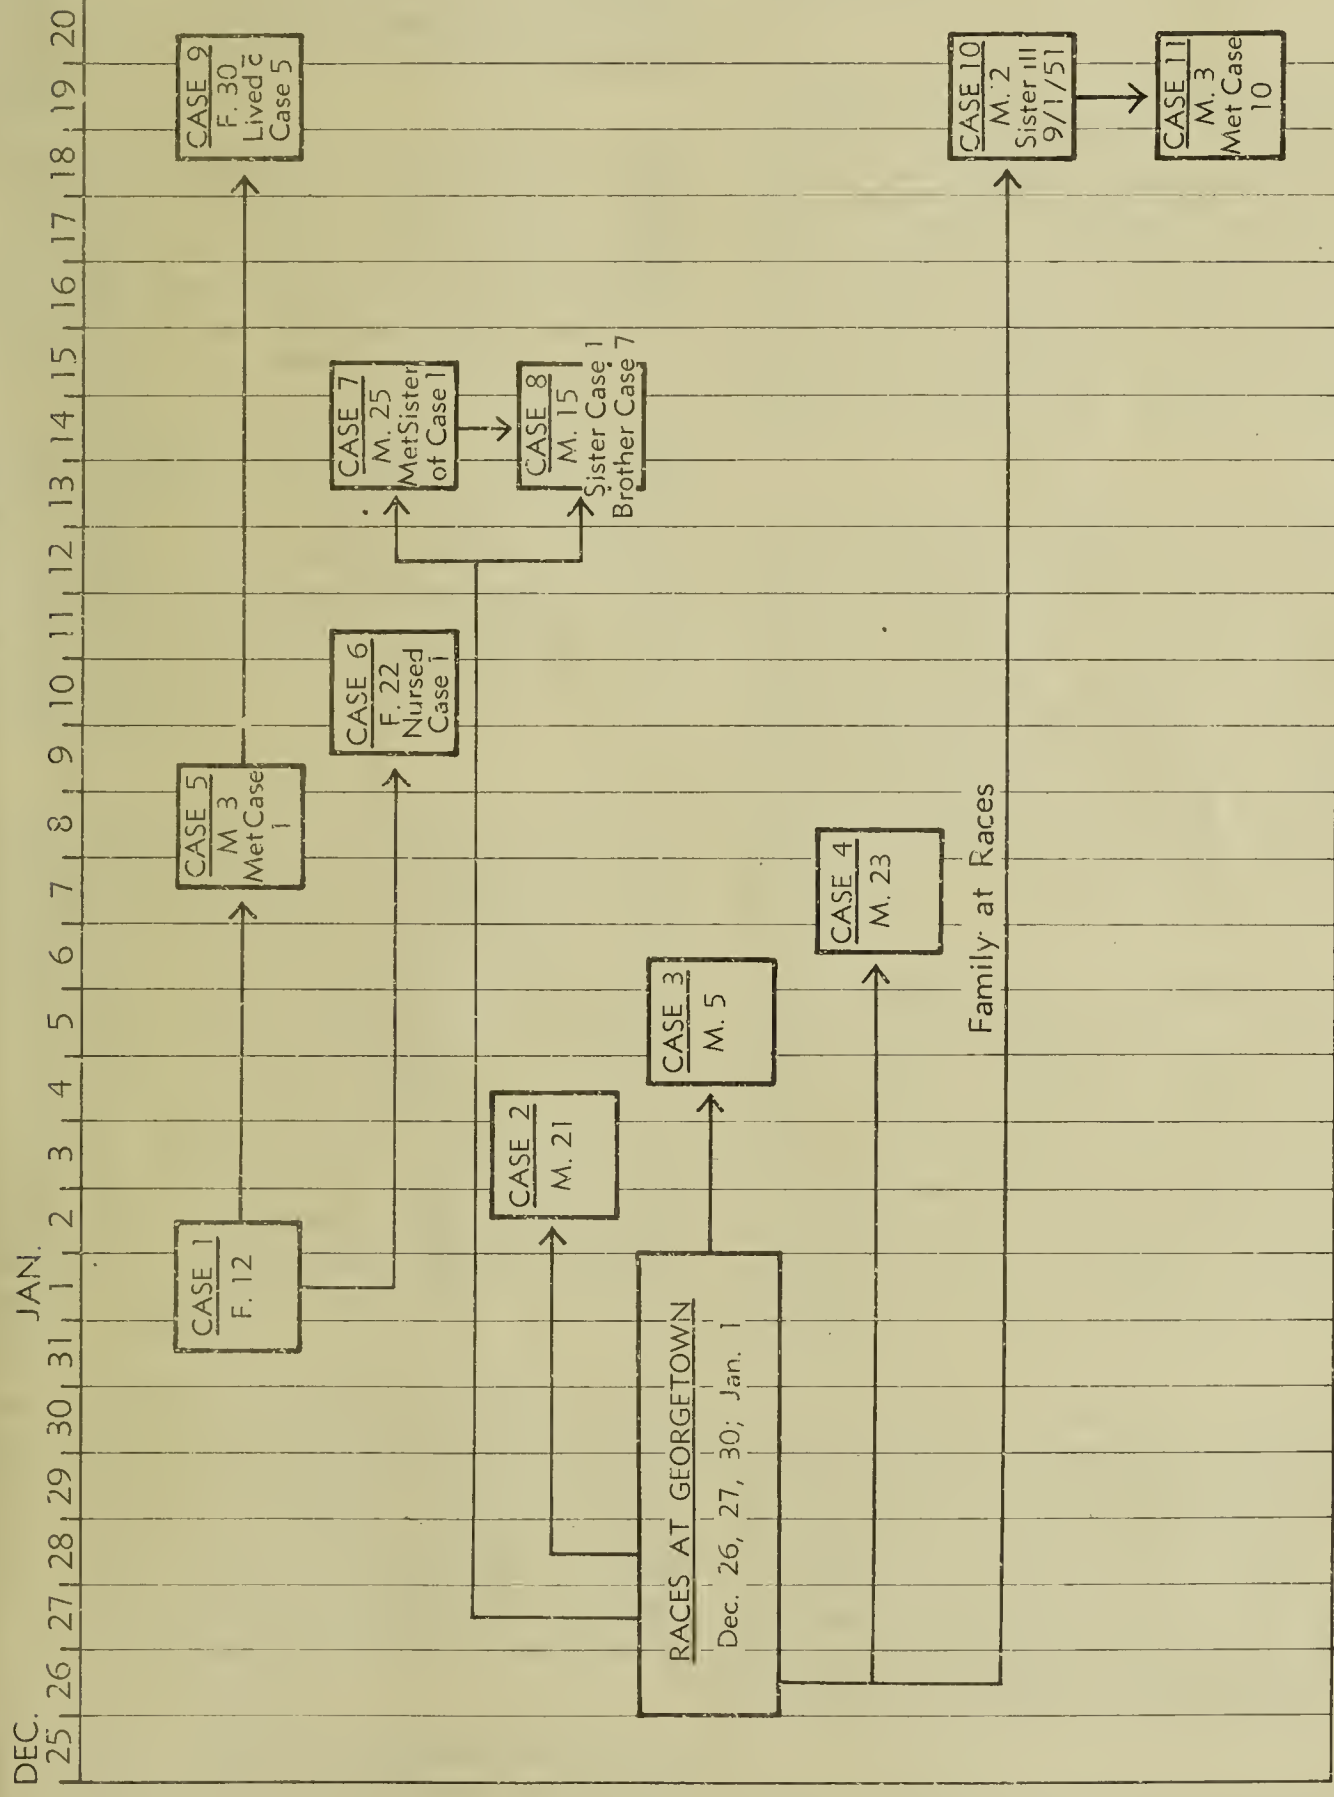 DEC.
JAN.
25 26 27 28 29 30 31 1 2 3 4 5 6 7 8 9 10 11 12 13 14 15 16 17 18 19 20
CASE 1
F. 12
CASE 5
M 3
Met Case
1
CASE 9
F. 30
Lived c̄
Case 5
CASE 6
F. 22
Nursed
Case 1
CASE 7
M. 25
Met Sister
of Case 1
CASE 8
M. 15
Sister Case 1
Brother Case 7
CASE 2
M. 21
RACES AT GEORGETOWN
Dec. 26, 27, 30; Jan. 1
CASE 3
M. 5
CASE 4
M. 23
Family at Races
CASE 10
M. 2
Sister ill
9/1/51
CASE 11
M. 3
Met Case
10